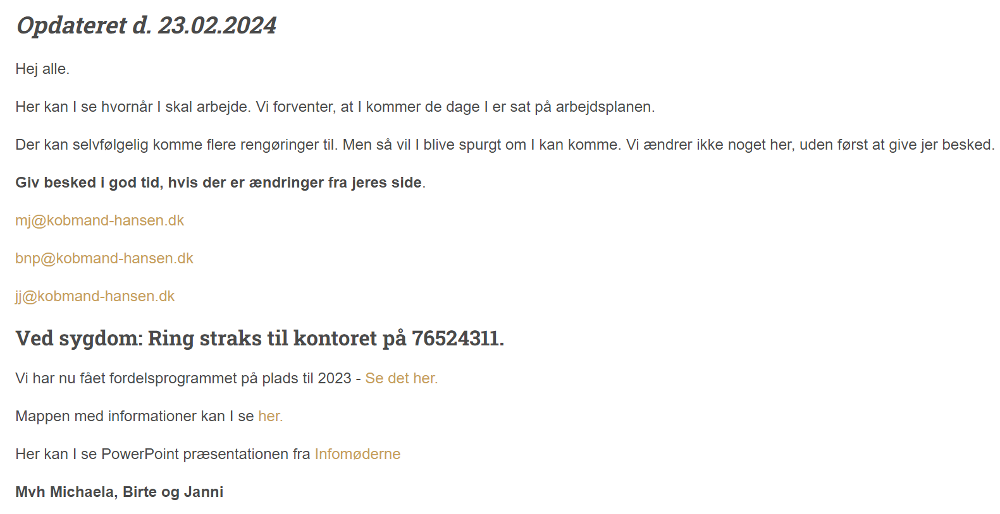 Opdateret d. 23.02.2024
Hej alle.
Her kan I se hvornår I skal arbejde. Vi forventer, at I kommer de dage I er sat på arbejdsplanen.
Der kan selvfølgelig komme flere rengøringer til. Men så vil I blive spurgt om I kan komme. Vi ændrer ikke noget her, uden først at give jer besked.
Giv besked i god tid, hvis der er ændringer fra jeres side.
mj@kobmand-hansen.dk
bnp@kobmand-hansen.dk
jj@kobmand-hansen.dk
Ved sygdom: Ring straks til kontoret på 76524311.
Vi har nu fået fordelsprogrammet på plads til 2023 - Se det her.
Mappen med informationer kan I se her.
Her kan I se PowerPoint præsentationen fra Infomøderne
Mvh Michaela, Birte og Janni